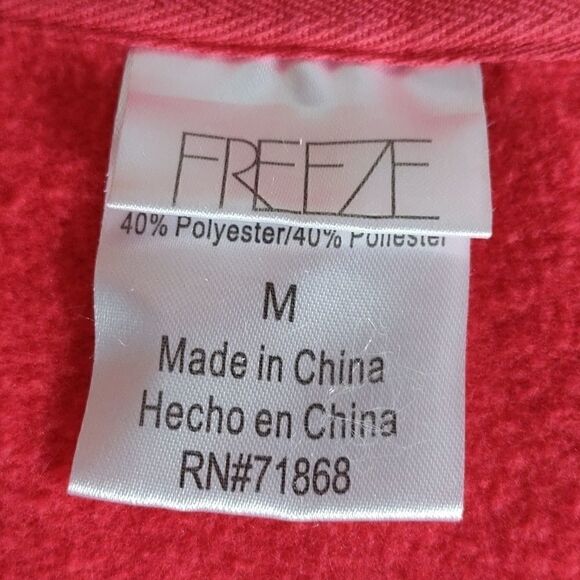 FREEZE
40% Polyester/40% Poliester
M
Made in China
Hecho en China
RN#71868